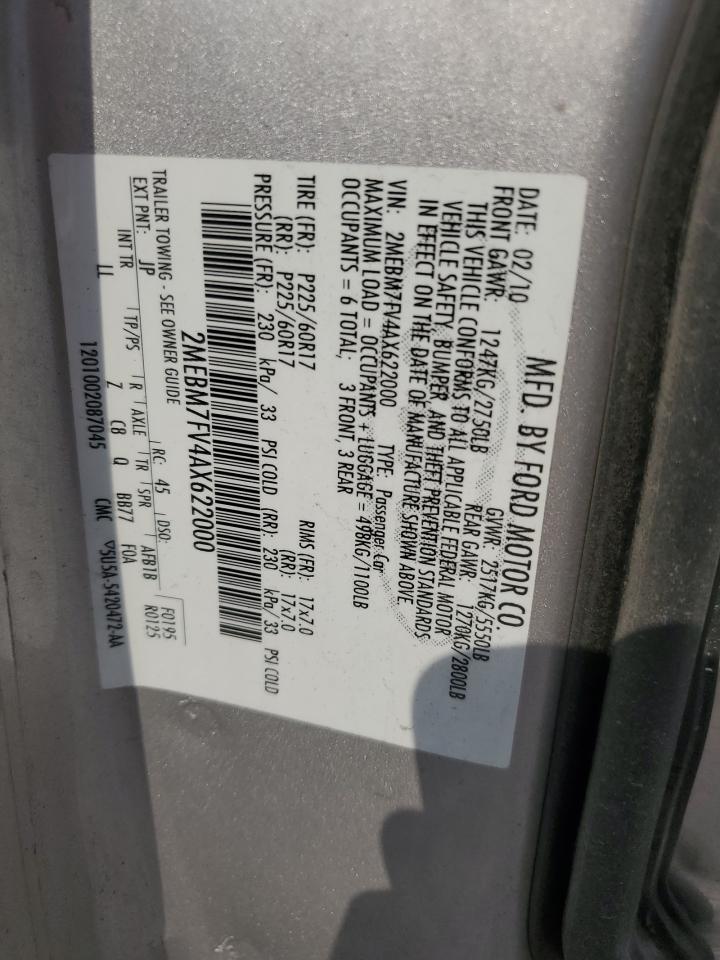 MFD. BY FORD MOTOR CO.
DATE: 02/10 GVWR: 2517KG/5550LB
FRONT GAWR: 1247KG/2750LB REAR GAWR: 1270KG/2800LB
THIS VEHICLE CONFORMS TO ALL APPLICABLE FEDERAL MOTOR
VEHICLE SAFETY, BUMPER, AND THEFT PREVENTION STANDARDS
IN EFFECT ON THE DATE OF MANUFACTURE SHOWN ABOVE.
VIN: 2MEBM7FV4AX622000 TYPE: Passenger Car
MAXIMUM LOAD = OCCUPANTS + LUGGAGE = 498KG/1100LB
OCCUPANTS = 6 TOTAL, 3 FRONT, 3 REAR
TIRE (FR): P225/60R17 RIMS (FR): 17x7.0
(RR): P225/60R17 (RR): 17x7.0
PRESSURE (FR): 230 kPa/ 33 PSI COLD (RR): 230 kPa/ 33 PSI COLD
2MEBM7FV4AX622000
TRAILER TOWING - SEE OWNER GUIDE
F0195
R0125
EXT PNT: JP RC: 45 DSO: AFB1B
INT TR TP/PS R AXLE TR SPR
LL Z C8 Q BB77 FOA
1201002087045 CMC 5U5A-5420472-AA